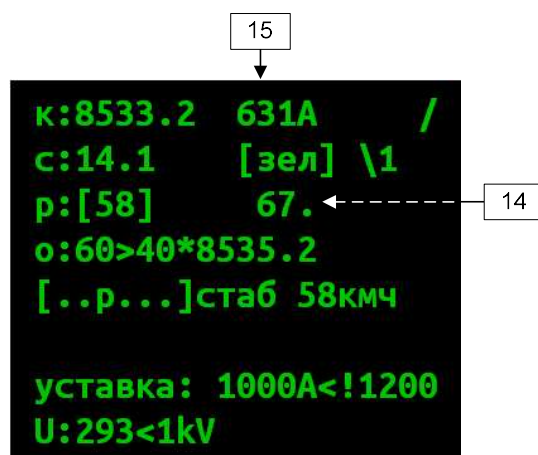 15
к:8533.2 631А /
с:14.1 [зел] \1
р:[58] 67.
14
о:60>40*8535.2
[..р...]стаб 58кмч
уставка: 1000А<!1200
U:293<1kV